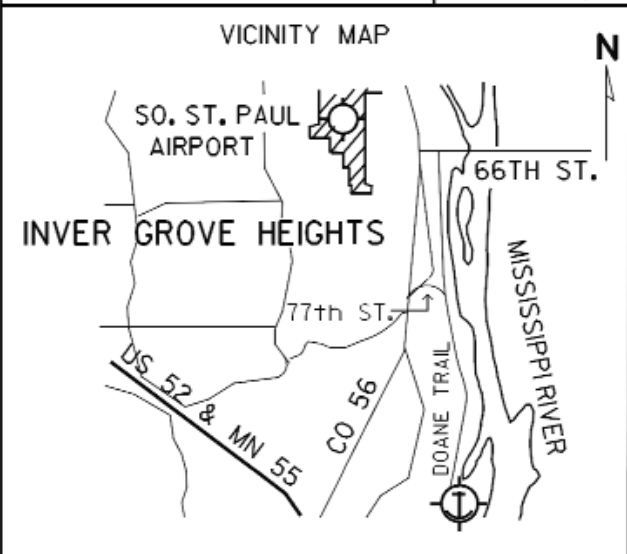 VICINITY MAP
N
SO. ST. PAUL
AIRPORT
66TH ST.
INVER GROVE HEIGHTS
MISSISSIPPI RIVER
77th ST.
US 52 & MN 55
CO 56
DOANE TRAIL